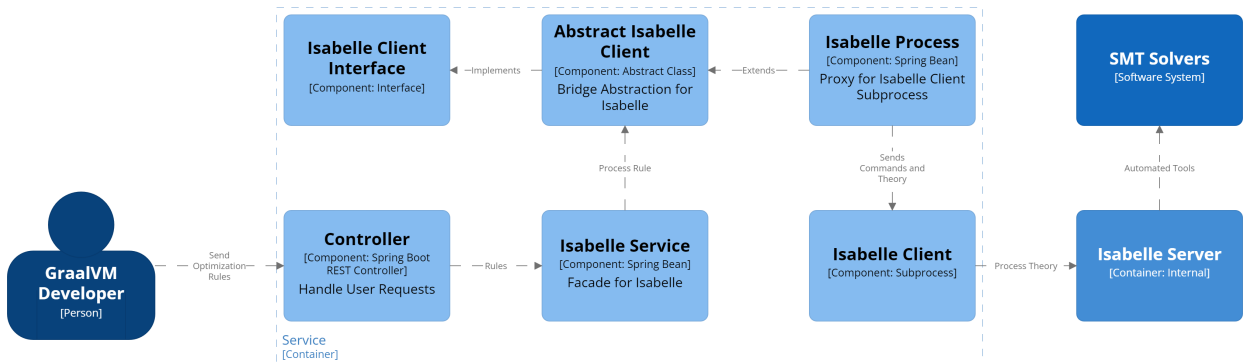 Isabelle Client
Interface
[Component: Interface]
Implements
Abstract Isabelle
Client
[Component: Abstract Class]
Bridge Abstraction for
Isabelle
Extends
Isabelle Process
[Component: Spring Bean]
Proxy for Isabelle Client
Subprocess
SMT Solvers
[Software System]
Process Rule
Sends
Commands and
Theory
Automated Tools
GraalVM
Developer
[Person]
Send
Optimization
Rules
Controller
[Component: Spring Boot
REST Controller]
Handle User Requests
Rules
Isabelle Service
[Component: Spring Bean]
Facade for Isabelle
Isabelle Client
[Component: Subprocess]
Process Theory
Isabelle Server
[Container: Internal]
Service
[Container]